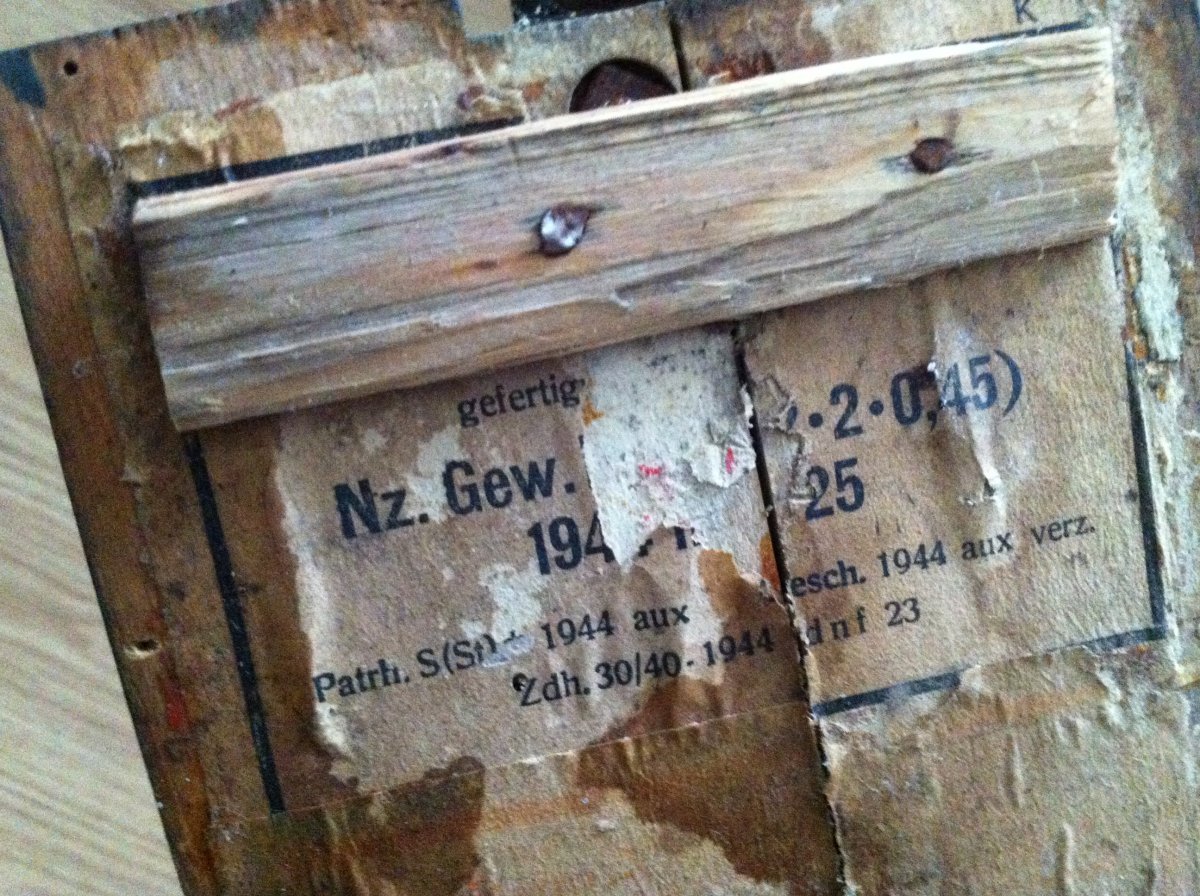 K
gefertig
· 2 · 0,45)
Nz. Gew. 25
194
Patrh. S(St)+ 1944 aux esch. 1944 aux verz.
Zdh. 30/40 - 1944 dnf 23